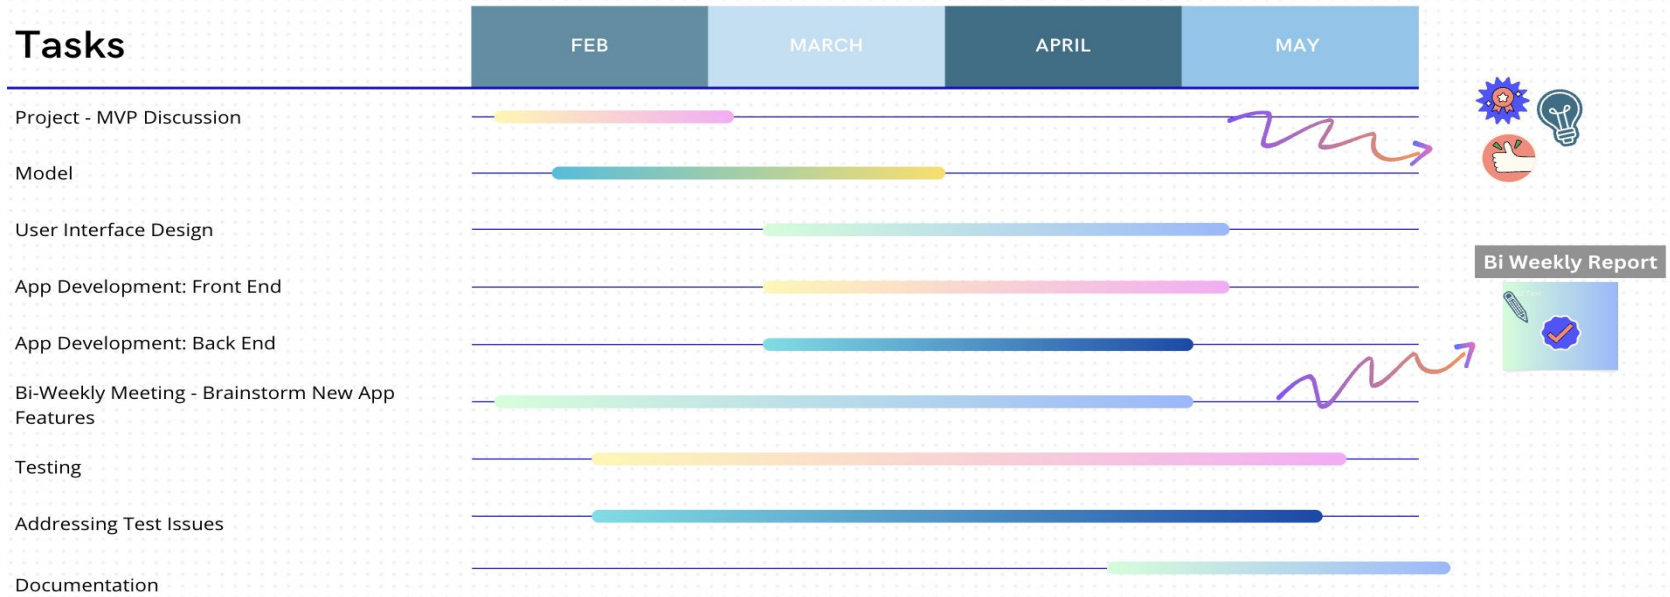 Tasks
FEB
MARCH
APRIL
MAY
Project - MVP Discussion
Model
User Interface Design
Bi Weekly Report
App Development: Front End
App Development: Back End
Bi-Weekly Meeting - Brainstorm New App
Features
Testing
Addressing Test Issues
Documentation